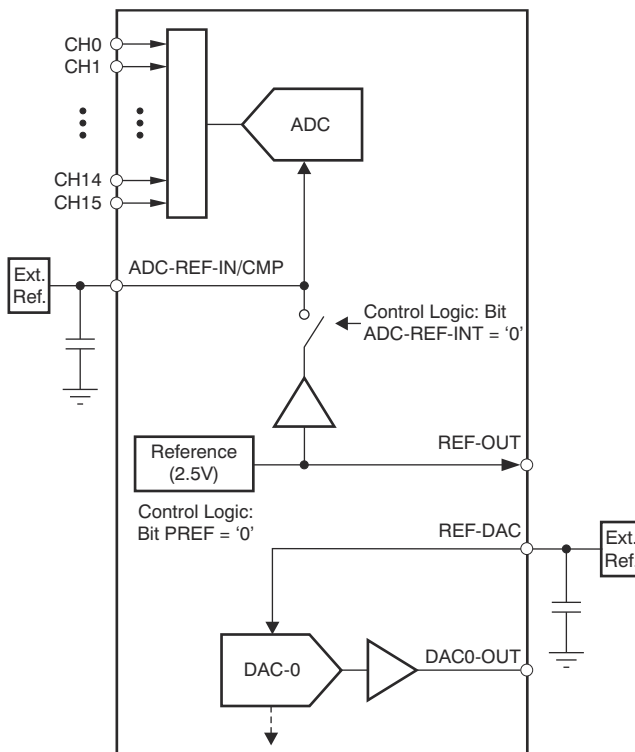 CH0
CH1
ADC
CH14
CH15
ADC-REF-IN/CMP
Ext.
Ref.
Control Logic: Bit
ADC-REF-INT = ‘0’
Reference
(2.5V)
REF-OUT
Control Logic:
Bit PREF = ‘0’
REF-DAC
Ext.
Ref.
DAC-0
DAC0-OUT